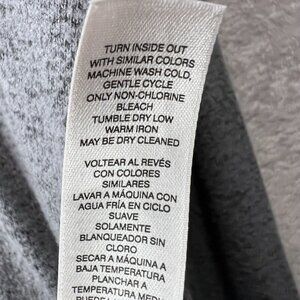 TURN INSIDE OUT
WITH SIMILAR COLORS
MACHINE WASH COLD,
GENTLE CYCLE
ONLY NON-CHLORINE
BLEACH
TUMBLE DRY LOW
WARM IRON
MAY BE DRY CLEANED
VOLTEAR AL REVÉS
CON COLORES
SIMILARES
LAVAR A MÁQUINA CON
AGUA FRÍA EN CICLO
SUAVE
SOLAMENTE
BLANQUEADOR SIN
CLORO
SECAR A MÁQUINA A
BAJA TEMPERATURA
PLANCHAR A
TEMPERATURA MEDIA